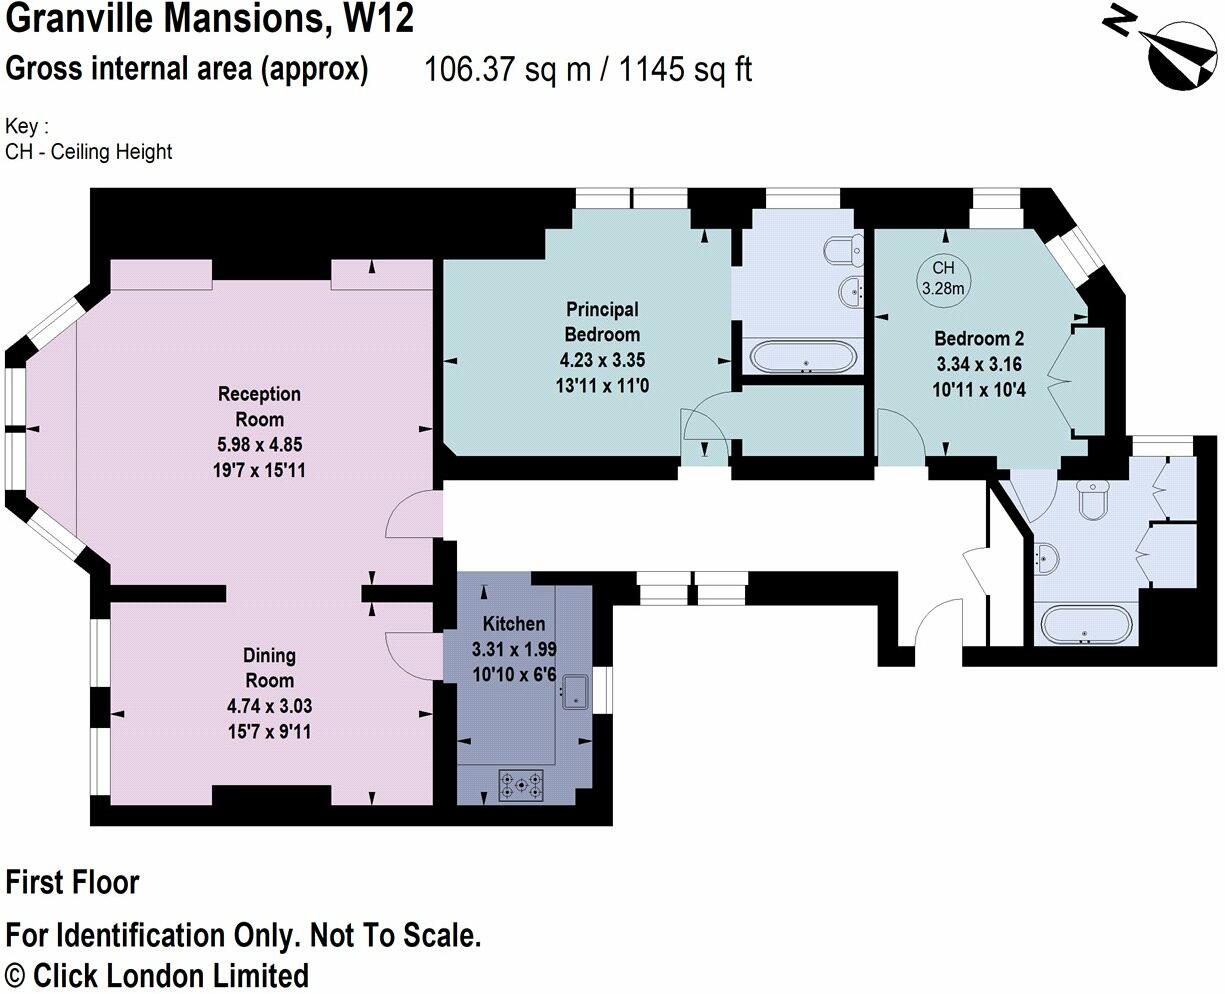 Granville Mansions, W12
Gross internal area (approx) 106.37 sq m / 1145 sq ft
N
Key :
CH - Ceiling Height
CH
3.28m
Principal
Bedroom
4.23 x 3.35
13'11 x 11'0
Bedroom 2
3.34 x 3.16
10'11 x 10'4
Reception
Room
5.98 x 4.85
19'7 x 15'11
Kitchen
3.31 x 1.99
10'10 x 6'6
Dining
Room
4.74 x 3.03
15'7 x 9'11
First Floor
For Identification Only. Not To Scale.
© Click London Limited